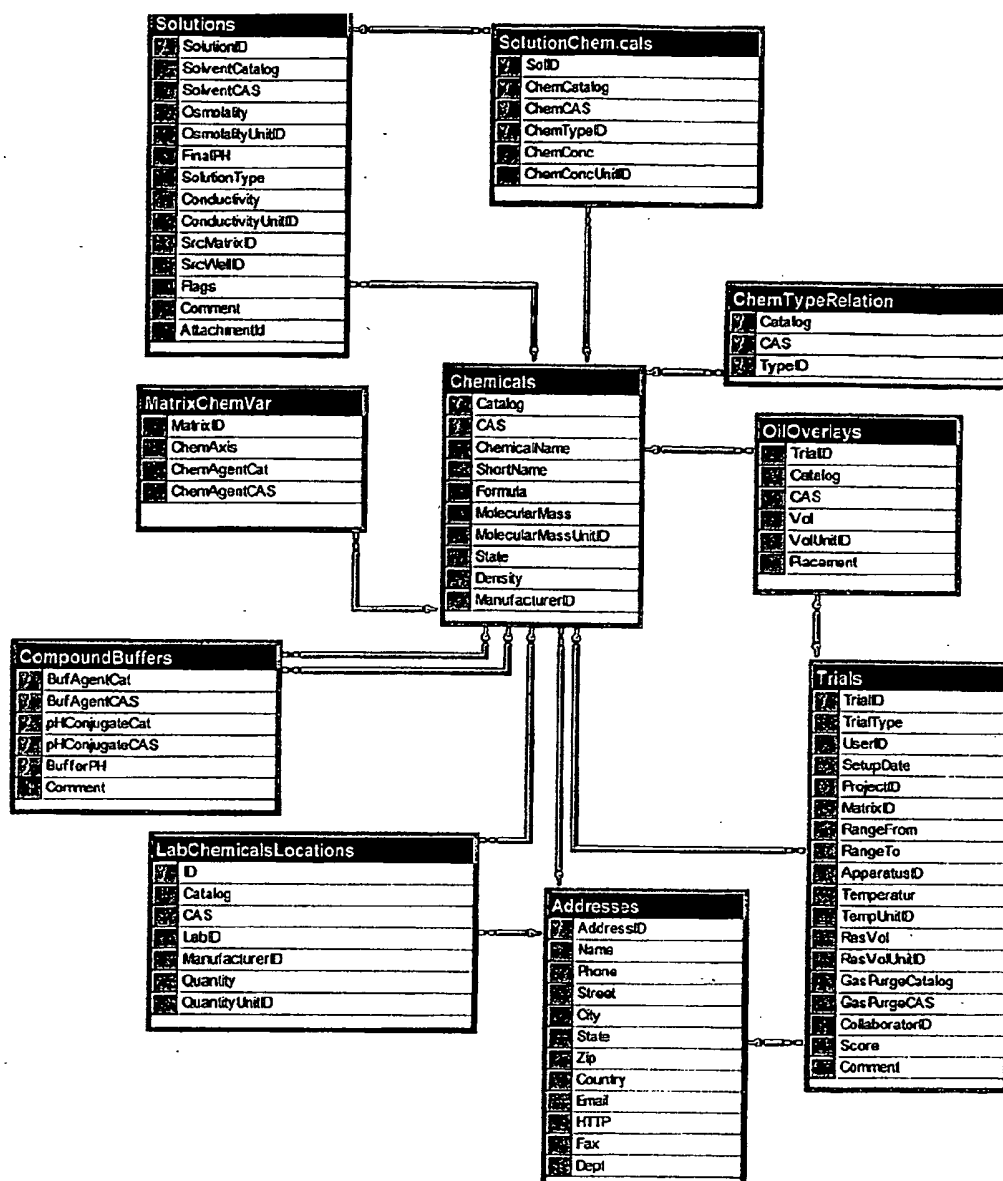 Solutions
SolutionID
SolventCatalog
SolventCAS
Osmolality
OsmolalityUnitID
FinalPH
SolutionType
Conductivity
ConductivityUnitID
SrcMatrixID
SrcWellID
Flags
Comment
AttachmentId
SolutionChem.cals
SolID
ChemCatalog
ChemCAS
ChemTypeID
ChemConc
ChemConcUnitID
ChemTypeRelation
Catalog
CAS
TypeID
Chemicals
Catalog
CAS
ChemicalName
ShortName
Formula
MolecularMass
MolecularMassUnitID
State
Density
ManufacturerID
MatrixChemVar
MatrixID
ChemAxis
ChemAgentCat
ChemAgentCAS
OilOverlays
TrialID
Catalog
CAS
Vol
VolUnitID
Placement
CompoundBuffers
BufAgentCat
BufAgentCAS
pHConjugateCat
pHConjugateCAS
BufferPH
Comment
Trials
TrialID
TrialType
UserID
SetupDate
ProjectID
MatrixID
RangeFrom
RangeTo
ApparatusID
Temperatur
TempUnitID
ResVol
ResVolUnitID
GasPurgeCatalog
GasPurgeCAS
CollaboratorID
Score
Comment
LabChemicalsLocations
ID
Catalog
CAS
LabID
ManufacturerID
Quantity
QuantityUnitID
Addresses
AddressID
Name
Phone
Street
City
State
Zip
Country
Email
HTTP
Fax
Dept